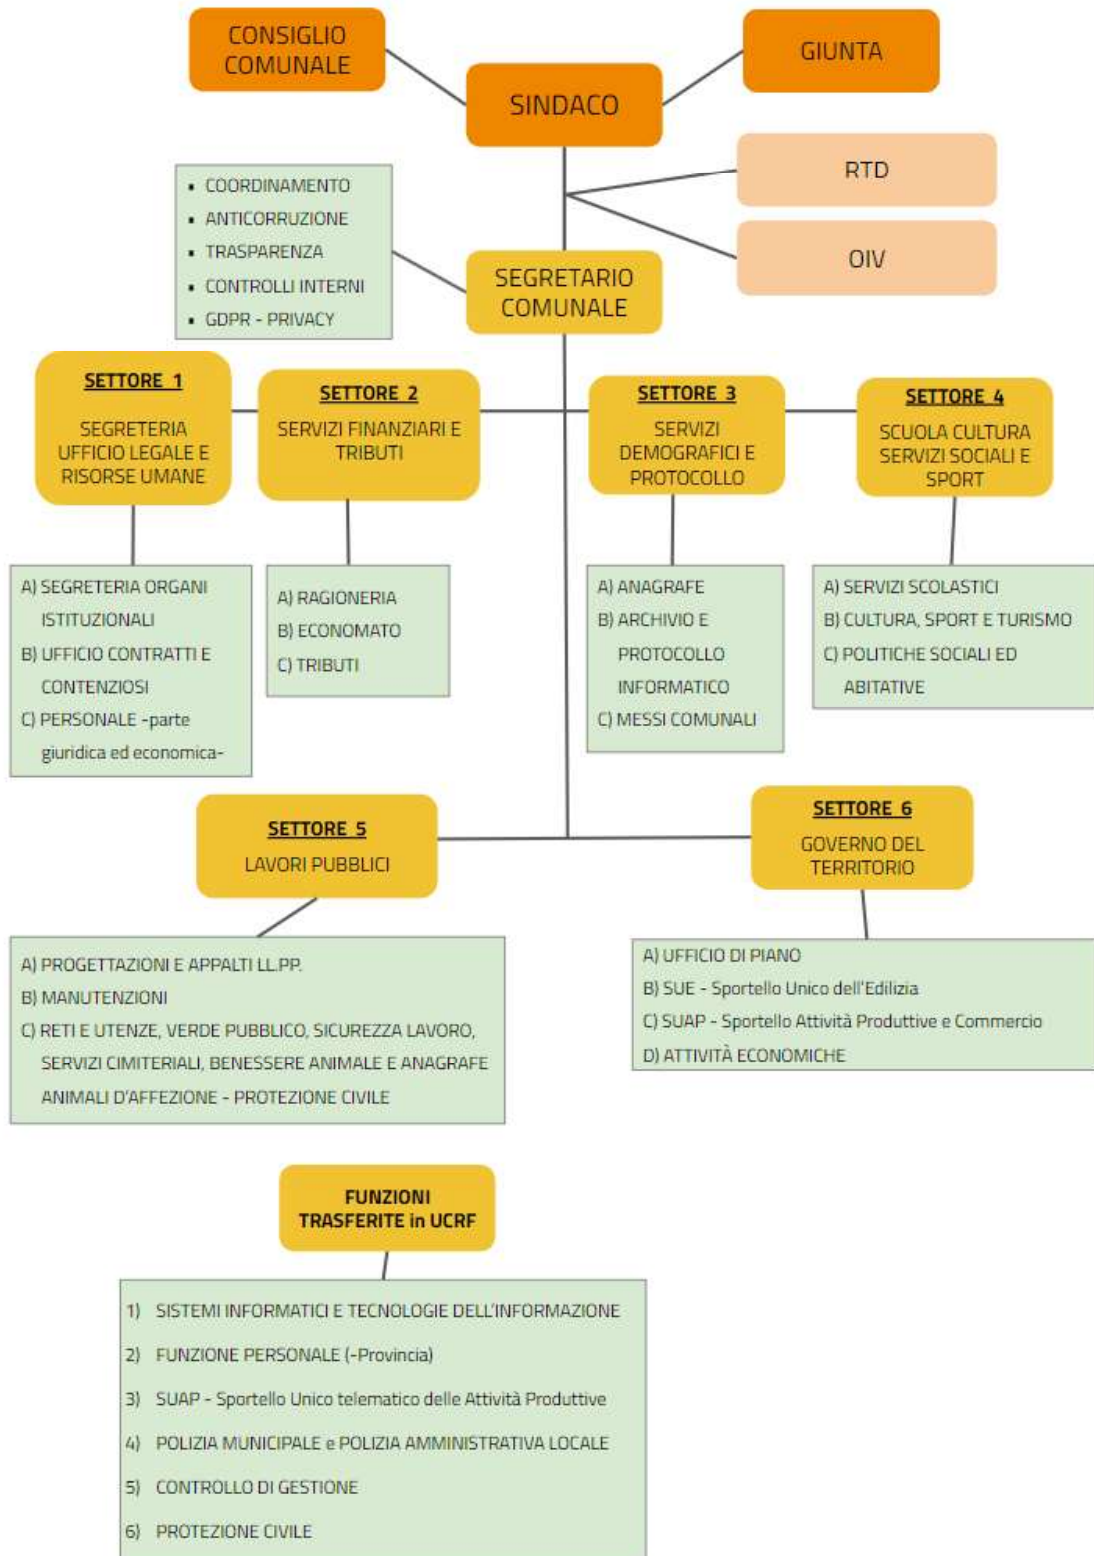 CONSIGLIO
COMUNALE
GIUNTA
SINDACO
RTD
OIV
▪ COORDINAMENTO
▪ ANTICORRUZIONE
▪ TRASPARENZA
▪ CONTROLLI INTERNI
▪ GDPR - PRIVACY
SEGRETARIO
COMUNALE
SETTORE 1
SEGRETERIA
UFFICIO LEGALE E
RISORSE UMANE
SETTORE 2
SERVIZI FINANZIARI E
TRIBUTI
SETTORE 3
SERVIZI
DEMOGRAFICI E
PROTOCOLLO
SETTORE 4
SCUOLA CULTURA
SERVIZI SOCIALI E
SPORT
A) SEGRETERIA ORGANI
ISTITUZIONALI
B) UFFICIO CONTRATTI E
CONTENZIOSI
C) PERSONALE -parte
giuridica ed economica-
A) RAGIONERIA
B) ECONOMATO
C) TRIBUTI
A) ANAGRAFE
B) ARCHIVIO E
PROTOCOLLO
INFORMATICO
C) MESSI COMUNALI
A) SERVIZI SCOLASTICI
B) CULTURA, SPORT E TURISMO
C) POLITICHE SOCIALI ED
ABITATIVE
SETTORE 5
LAVORI PUBBLICI
SETTORE 6
GOVERNO DEL
TERRITORIO
A) PROGETTAZIONI E APPALTI LL.PP.
B) MANUTENZIONI
C) RETI E UTENZE, VERDE PUBBLICO, SICUREZZA LAVORO,
SERVIZI CIMITERIALI, BENESSERE ANIMALE E ANAGRAFE
ANIMALI D'AFFEZIONE - PROTEZIONE CIVILE
A) UFFICIO DI PIANO
B) SUE - Sportello Unico dell'Edilizia
C) SUAP - Sportello Attività Produttive e Commercio
D) ATTIVITÀ ECONOMICHE
FUNZIONI
TRASFERITE in UCRF
1) SISTEMI INFORMATICI E TECNOLOGIE DELL'INFORMAZIONE
2) FUNZIONE PERSONALE (-Provincia)
3) SUAP - Sportello Unico telematico delle Attività Produttive
4) POLIZIA MUNICIPALE e POLIZIA AMMINISTRATIVA LOCALE
5) CONTROLLO DI GESTIONE
6) PROTEZIONE CIVILE